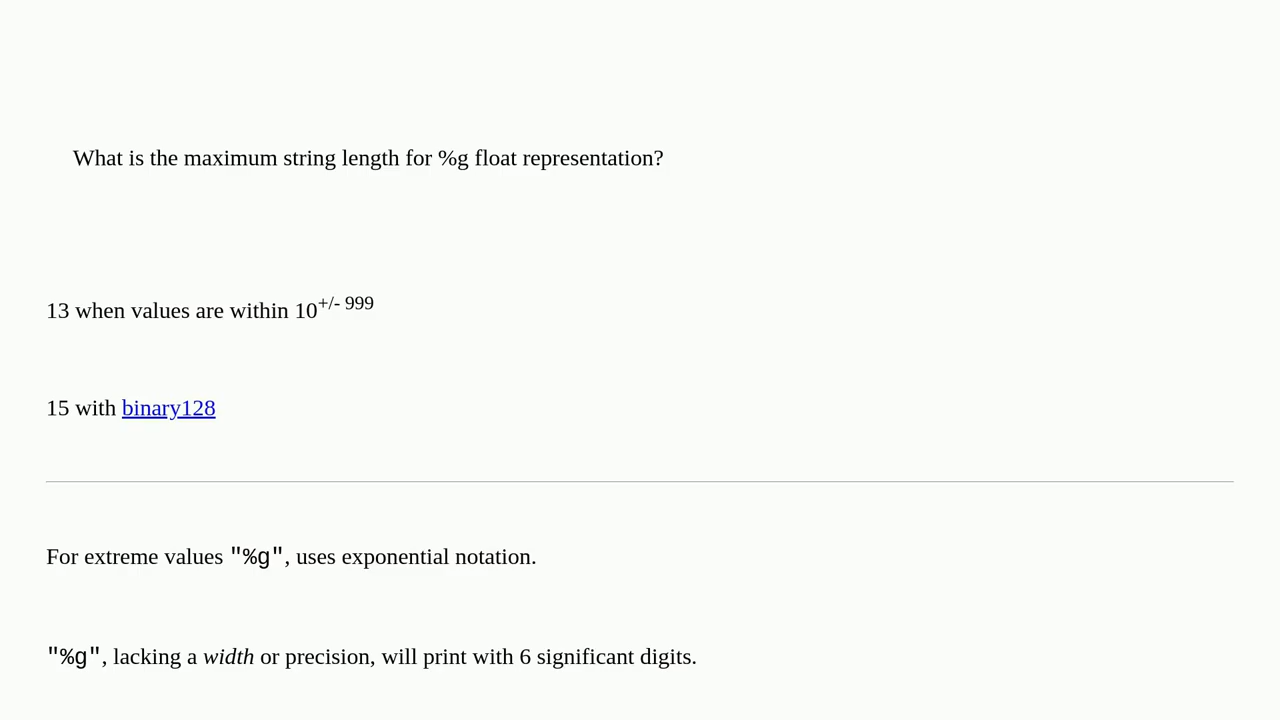 What is the maximum string length for %g float representation?
13 when values are within 10+/- 999
15 with binary128
For extreme values "%g", uses exponential notation.
"%g", lacking a width or precision, will print with 6 significant digits.